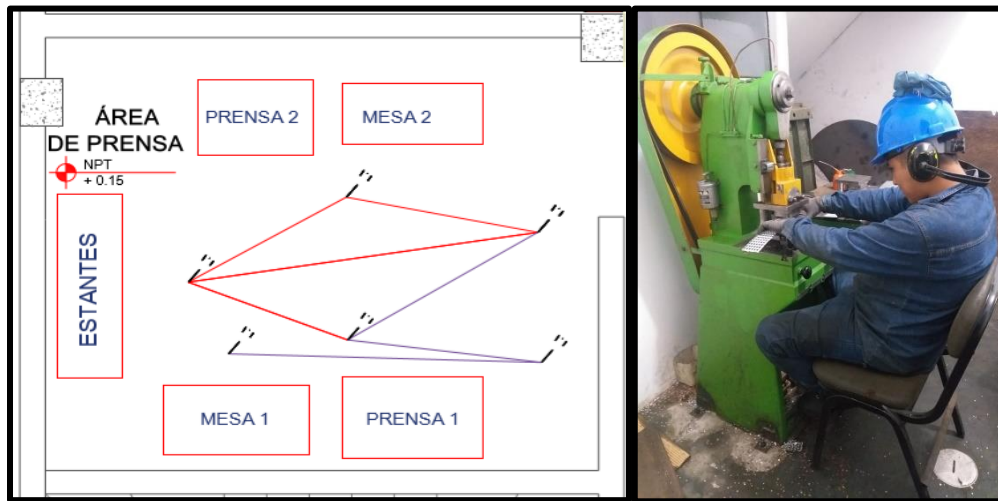 PRENSA 2
MESA 2
ÁREA
DE PRENSA
NPT
+ 0.15
ESTANTES
MESA 1
PRENSA 1